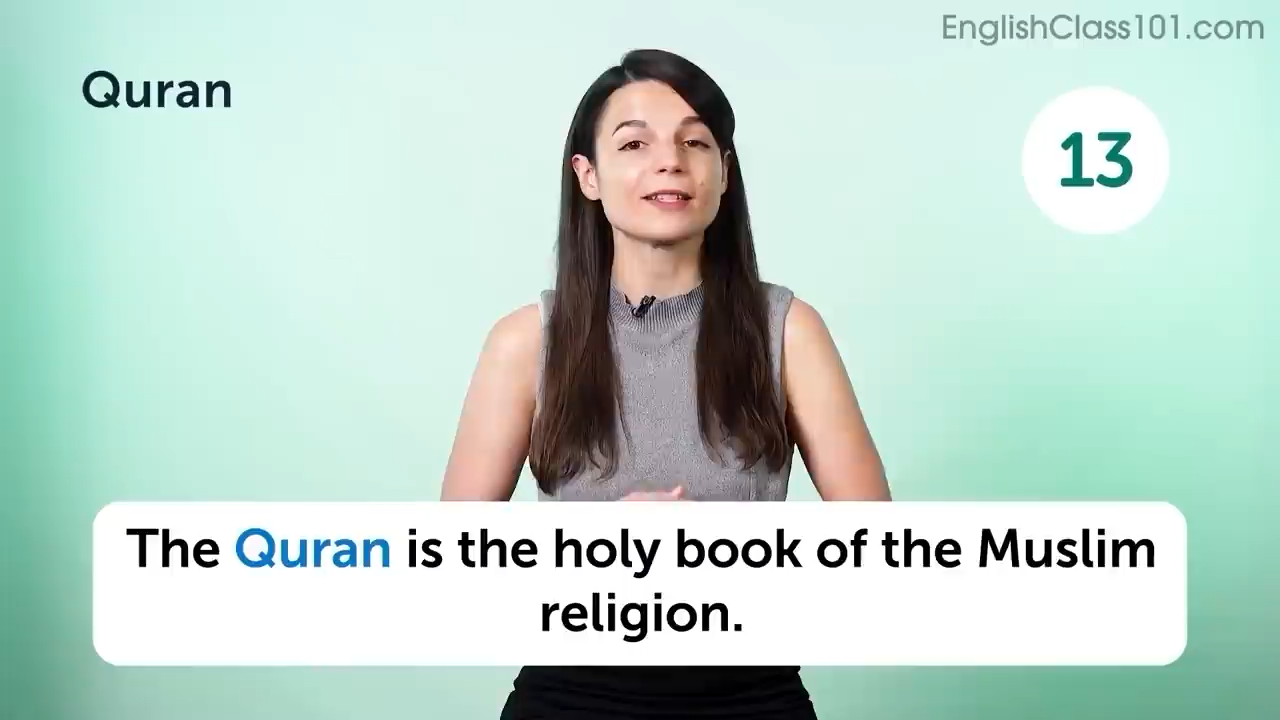 EnglishClass101.com
Quran
13
The Quran is the holy book of the Muslim
religion.